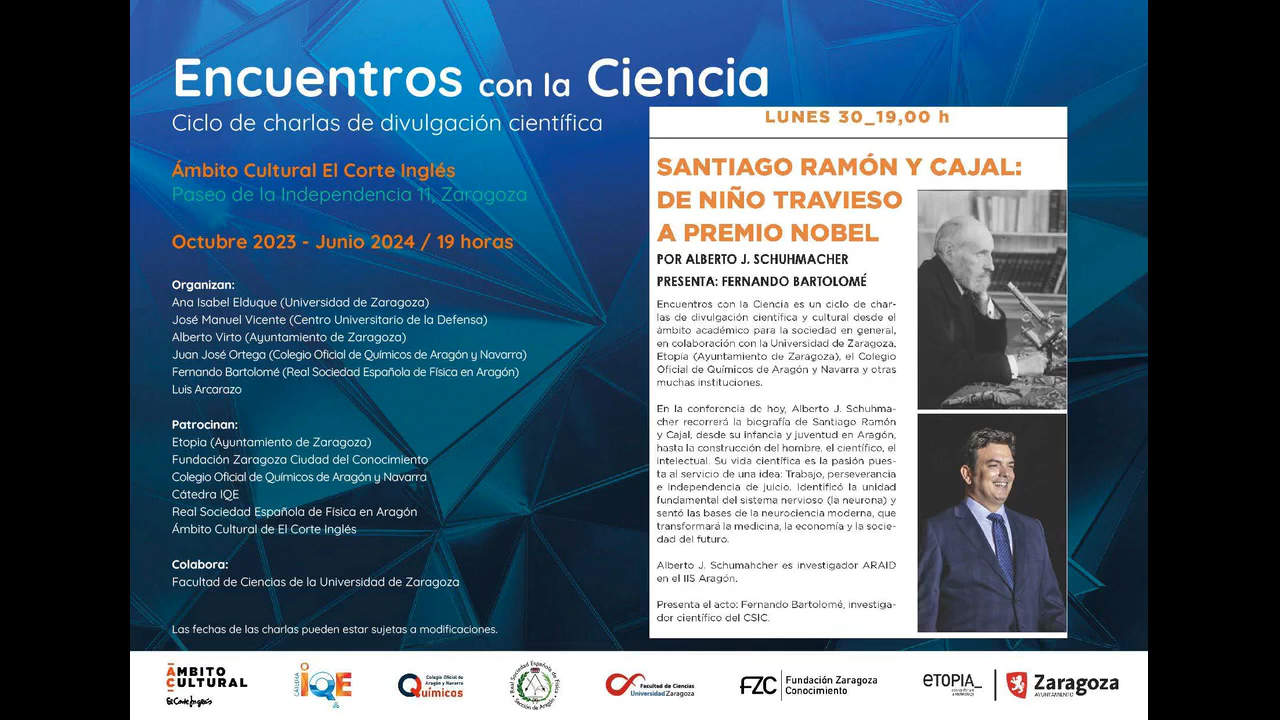 Encuentros con la Ciencia
Ciclo de charlas de divulgación científica
Ámbito Cultural El Corte Inglés
Paseo de la Independencia 11, Zaragoza
Octubre 2023 - Junio 2024 / 19 horas
Organizan:
Ana Isabel Elduque (Universidad de Zaragoza)
José Manuel Vicente (Centro Universitario de la Defensa)
Alberto Virto (Ayuntamiento de Zaragoza)
Juan José Ortega (Colegio Oficial de Químicos de Aragón y Navarra)
Fernando Bartolomé (Real Sociedad Española de Física en Aragón)
Luis Arcarazo
Patrocinan:
Etopia (Ayuntamiento de Zaragoza)
Fundación Zaragoza Ciudad del Conocimiento
Colegio Oficial de Químicos de Aragón y Navarra
Cátedra IQE
Real Sociedad Española de Física en Aragón
Ámbito Cultural de El Corte Inglés
Colabora:
Facultad de Ciencias de la Universidad de Zaragoza
Las fechas de las charlas pueden estar sujetas a modificaciones.
LUNES 30_19,00 h
SANTIAGO RAMÓN Y CAJAL:
DE NIÑO TRAVIESO
A PREMIO NOBEL
POR ALBERTO J. SCHUHMACHER
PRESENTA: FERNANDO BARTOLOMÉ
Encuentros con la Ciencia es un ciclo de char-
las de divulgación científica y cultural desde el
ámbito académico para la sociedad en general,
en colaboración con la Universidad de Zaragoza,
Etopía (Ayuntamiento de Zaragoza), el Colegio
Oficial de Químicos de Aragón y Navarra y otras
muchas instituciones.
En la conferencia de hoy, Alberto J. Schuhma-
cher recorrerá la biografía de Santiago Ramón
y Cajal, desde su infancia y juventud en Aragón,
hasta la construcción del hombre, el científico, el
intelectual. Su vida científica es la pasión pues-
ta al servicio de una idea: Trabajo, perseverancia
e Independencia de juicio. Identificó la unidad
fundamental del sistema nervioso (la neurona) y
sentó las bases de la neurociencia moderna, que
transformará la medicina, la economía y la socie-
dad del futuro.
Alberto J. Schumahcher es investigador ARAID
en el IIS Aragón.
Presenta el acto: Fernando Bartolomé, investiga-
dor científico del CSIC.
ÁMBITO
CULTURAL
El Corte Inglés
CÁTEDRA
IQE
Colegio Oficial de
Aragón y Navarra
Químicos
Real Sociedad Española de Física
Sección de Aragón
Facultad de Ciencias
Universidad Zaragoza
FZC
Fundación Zaragoza
Conocimiento
ETOPIA_
Zaragoza
AYUNTAMIENTO